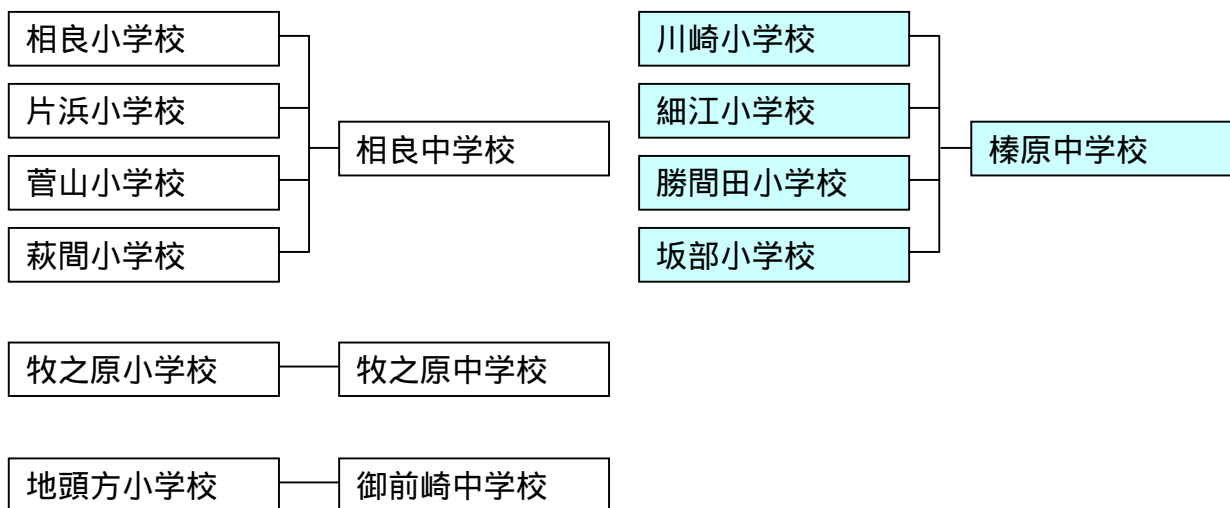 相良小学校
片浜小学校
菅山小学校
萩間小学校
相良中学校
川崎小学校
細江小学校
勝間田小学校
坂部小学校
榛原中学校
牧之原小学校
牧之原中学校
地頭方小学校
御前崎中学校